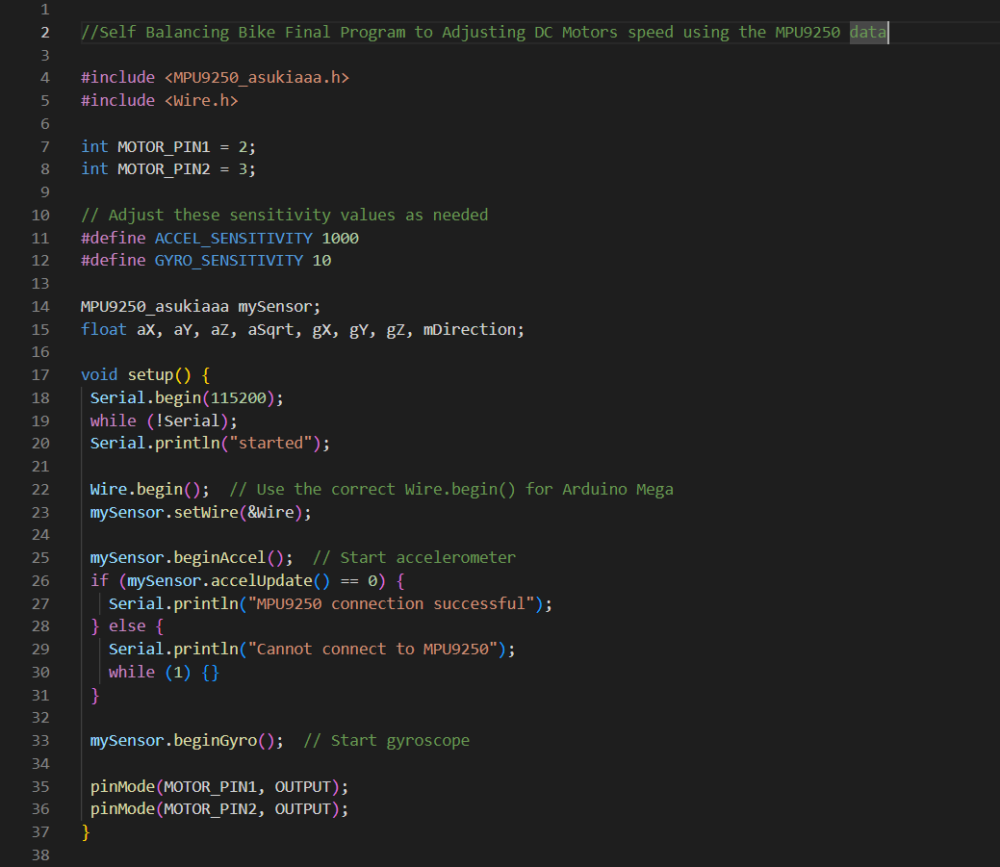 1
2 //Self Balancing Bike Final Program to Adjusting DC Motors speed using the MPU9250 data
3
4 #include <MPU9250_asukiaaa.h>
5 #include <Wire.h>
6
7 int MOTOR_PIN1 = 2;
8 int MOTOR_PIN2 = 3;
9
10 // Adjust these sensitivity values as needed
11 #define ACCEL_SENSITIVITY 1000
12 #define GYRO_SENSITIVITY 10
13
14 MPU9250_asukiaaa mySensor;
15 float aX, aY, aZ, aSqrt, gX, gY, gZ, mDirection;
16
17 void setup() {
18  Serial.begin(115200);
19  while (!Serial);
20  Serial.println("started");
21
22  Wire.begin();  // Use the correct Wire.begin() for Arduino Mega
23  mySensor.setWire(&Wire);
24
25  mySensor.beginAccel();  // Start accelerometer
26  if (mySensor.accelUpdate() == 0) {
27    Serial.println("MPU9250 connection successful");
28  } else {
29    Serial.println("Cannot connect to MPU9250");
30    while (1) {}
31  }
32
33  mySensor.beginGyro();  // Start gyroscope
34
35  pinMode(MOTOR_PIN1, OUTPUT);
36  pinMode(MOTOR_PIN2, OUTPUT);
37 }
38